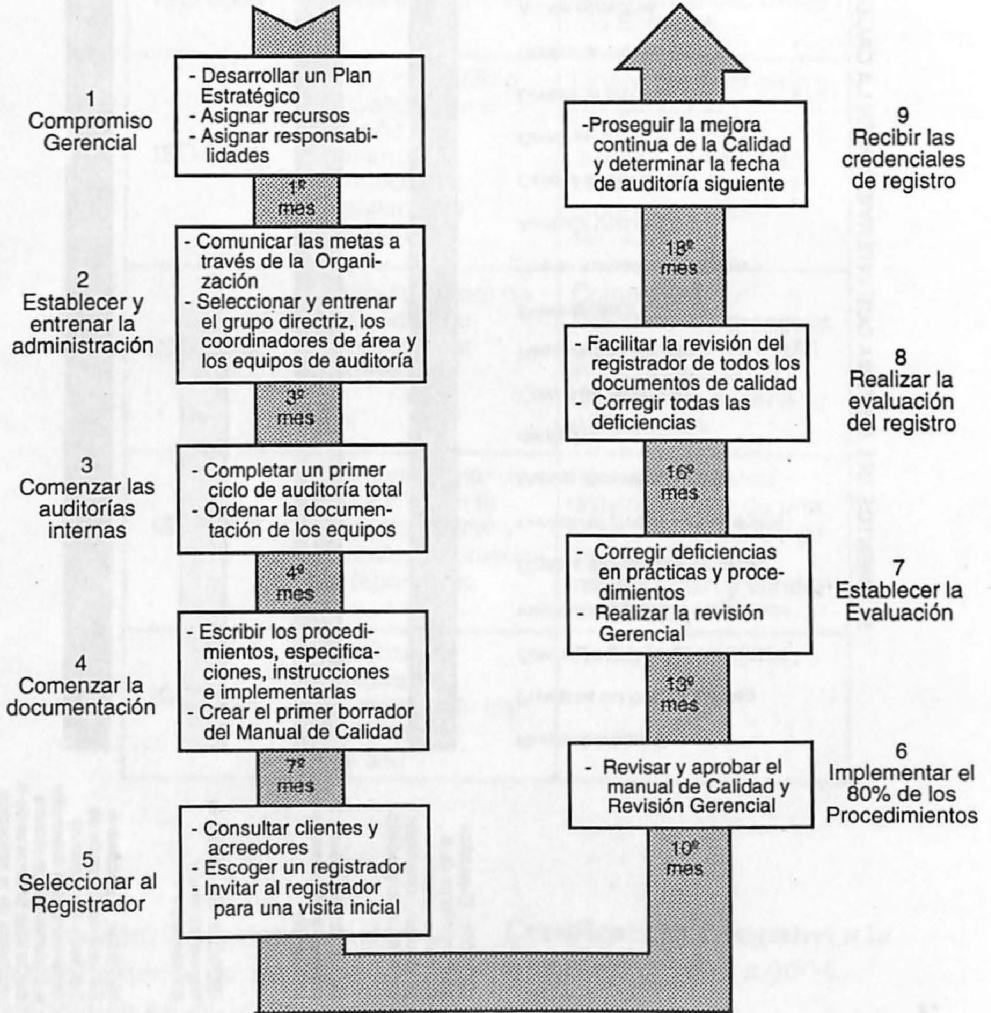 1
Compromiso
Gerencial
- Desarrollar un Plan
Estratégico
- Asignar recursos
- Asignar responsabi-
lidades
1º
mes
2
Establecer y
entrenar la
administración
- Comunicar las metas a
través de la Organi-
zación
- Seleccionar y entrenar
el grupo directriz, los
coordinadores de área y
los equipos de auditoría
3º
mes
3
Comenzar las
auditorías
internas
- Completar un primer
ciclo de auditoría total
- Ordenar la documen-
tación de los equipos
4º
mes
4
Comenzar la
documentación
- Escribir los procedi-
mientos, especifica-
ciones, instrucciones
e implementarlas
- Crear el primer borrador
del Manual de Calidad
7º
mes
5
Seleccionar al
Registrador
- Consultar clientes y
acreedores
- Escoger un registrador
- Invitar al registrador
para una visita inicial
10º
mes
- Revisar y aprobar el
manual de Calidad y
Revisión Gerencial
6
Implementar el
80% de los
Procedimientos
13º
mes
- Corregir deficiencias
en prácticas y proce-
dimientos
- Realizar la revisión
Gerencial
7
Establecer la
Evaluación
16º
mes
- Facilitar la revisión del
registrador de todos los
documentos de calidad
- Corregir todas las
deficiencias
8
Realizar la
evaluación
del registro
18º
mes
-Proseguir la mejora
continua de la Calidad
y determinar la fecha
de auditoría siguiente
9
Recibir las
credenciales
de registro